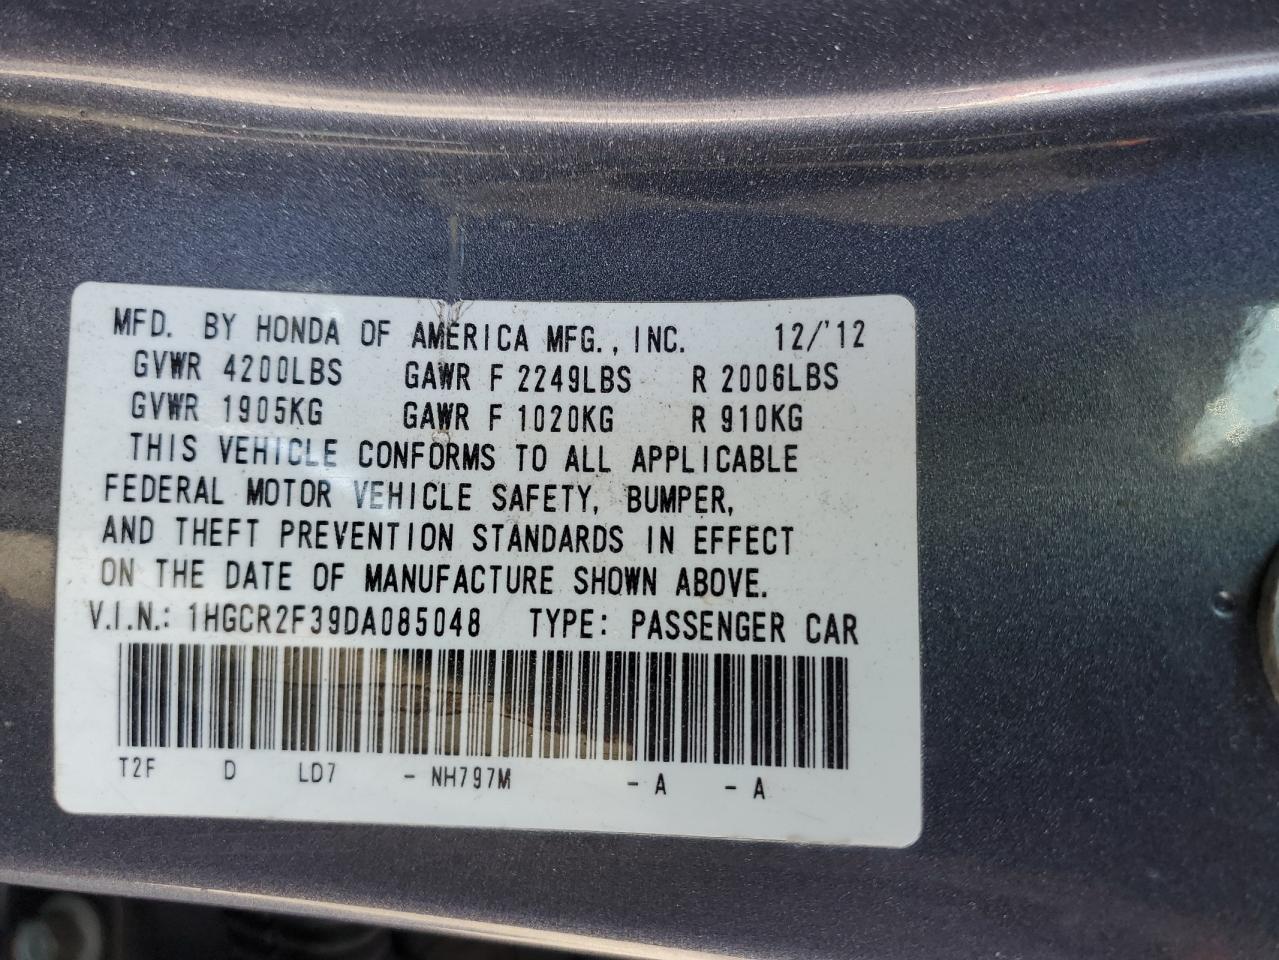 MFD. BY HONDA OF AMERICA MFG., INC. 12/'12
GVWR 4200LBS GAWR F 2249LBS R 2006LBS
GVWR 1905KG GAWR F 1020KG R 910KG
THIS VEHICLE CONFORMS TO ALL APPLICABLE
FEDERAL MOTOR VEHICLE SAFETY, BUMPER,
AND THEFT PREVENTION STANDARDS IN EFFECT
ON THE DATE OF MANUFACTURE SHOWN ABOVE.
V.I.N.: 1HGCR2F39DA085048 TYPE: PASSENGER CAR
T2F D LD7 - NH797M - A - A